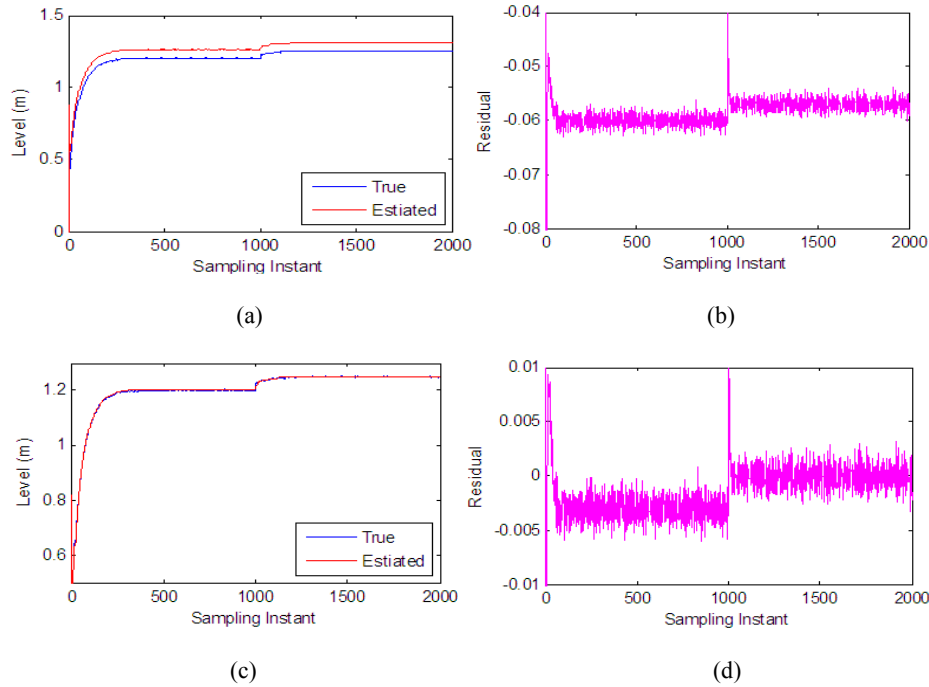 1.5
1
0.5
0
Level (m)
True
Estiated
0 500 1000 1500 2000
Sampling Instant
(a)
-0.04
-0.05
-0.06
-0.07
-0.08
Residual
0 500 1000 1500 2000
Sampling Instant
(b)
1.2
1
0.8
0.6
Level (m)
True
Estiated
0 500 1000 1500 2000
Sampling Instant
(c)
0.01
0.005
0
-0.005
-0.01
Residual
0 500 1000 1500 2000
Sampling Instant
(d)